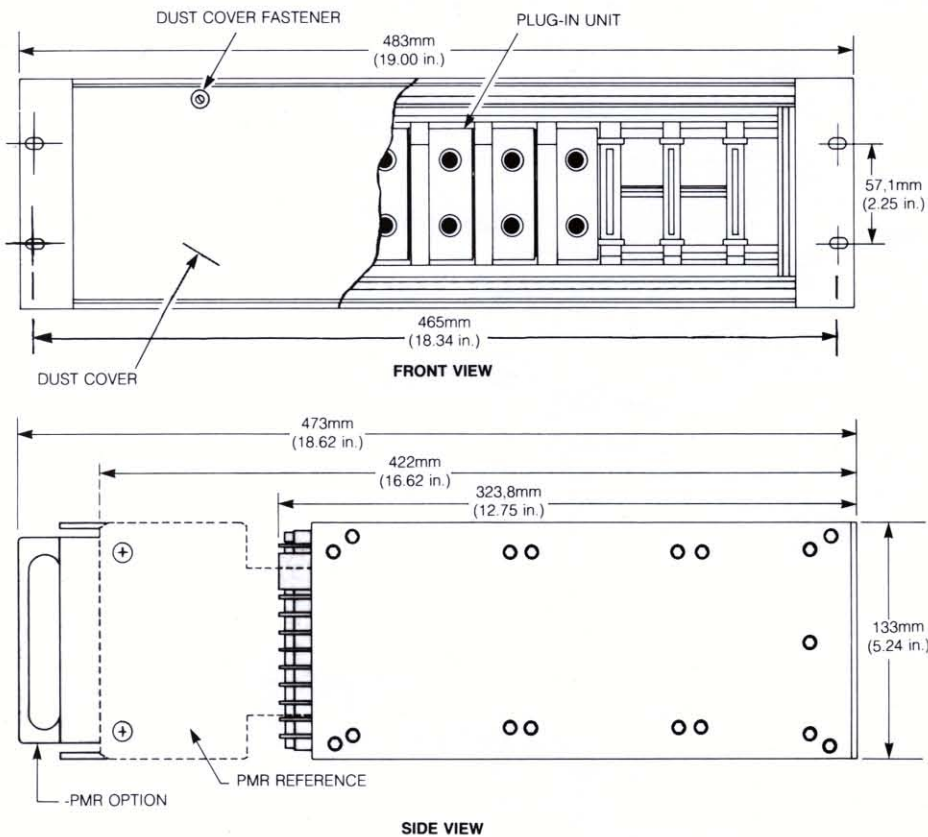 DUST COVER FASTENER
PLUG-IN UNIT
483mm
(19.00 in.)
57,1mm
(2.25 in.)
465mm
(18.34 in.)
DUST COVER
FRONT VIEW
473mm
(18.62 in.)
422mm
(16.62 in.)
323,8mm
(12.75 in.)
133mm
(5.24 in.)
PMR REFERENCE
-PMR OPTION
SIDE VIEW